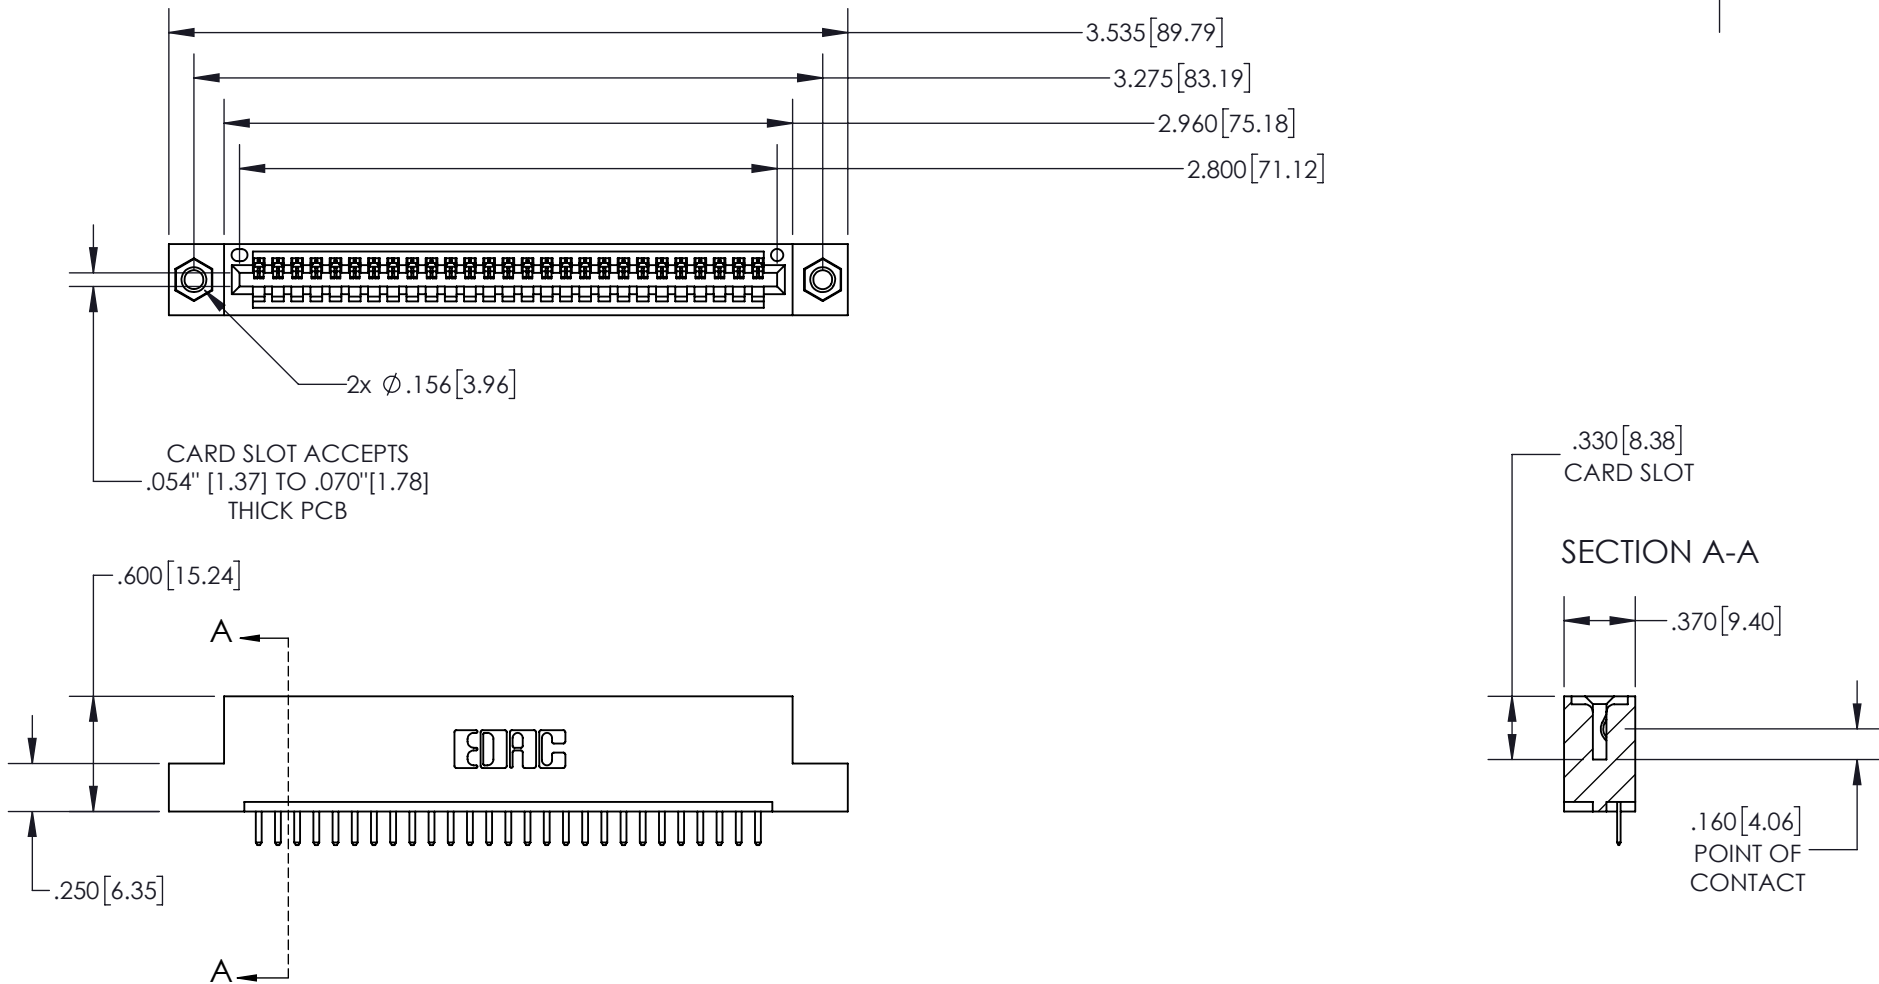 3.535[89.79]
3.275[83.19]
2.960[75.18]
2.800[71.12]
2x Ø.156[3.96]
CARD SLOT ACCEPTS
.054" [1.37] TO .070"[1.78]
THICK PCB
.330[8.38]
CARD SLOT
SECTION A-A
.600[15.24]
A
.370[9.40]
EDAC
.160[4.06]
POINT OF
CONTACT
.250[6.35]
A